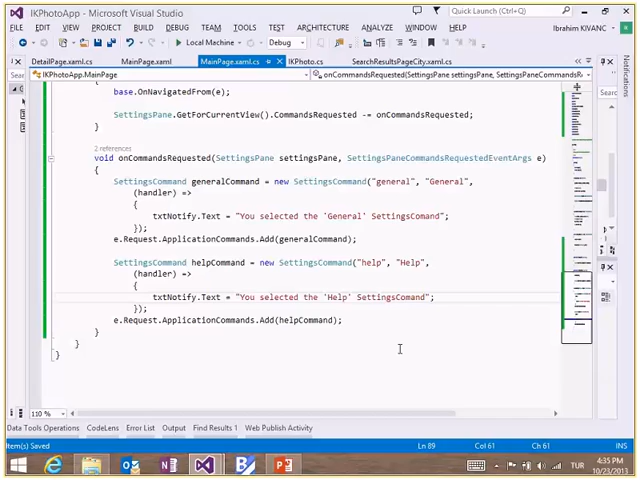 IKPhotoApp - Microsoft Visual Studio
Quick Launch (Ctrl+Q)
FILE EDIT VIEW PROJECT BUILD DEBUG TEAM TOOLS TEST ARCHITECTURE ANALYZE WINDOW HELP
Ibrahim KIVANC
Local Machine Debug
DetailPage.xaml.cs MainPage.xaml MainPage.xaml.cs IKPhoto.cs SearchResultsPageCity.xaml.cs
IKPhotoApp.MainPage
onCommandsRequested(SettingsPane settingsPane, SettingsPaneCommandsRe
base.OnNavigatedFrom(e);
SettingsPane.GetForCurrentView().CommandsRequested -= onCommandsRequested;
}
2 references
void onCommandsRequested(SettingsPane settingsPane, SettingsPaneCommandsRequestedEventArgs e)
{
SettingsCommand generalCommand = new SettingsCommand("general", "General",
(handler) =>
{
txtNotify.Text = "You selected the 'General' SettingsComand";
});
e.Request.ApplicationCommands.Add(generalCommand);
SettingsCommand helpCommand = new SettingsCommand("help", "Help",
(handler) =>
{
txtNotify.Text = "You selected the 'Help' SettingsComand";
});
e.Request.ApplicationCommands.Add(helpCommand);
}
}
}
110 %
Data Tools Operations CodeLens Error List Output Find Results 1 Web Publish Activity
Item(s) Saved
Ln 89 Col 61 Ch 61 INS
TUR
4:35 PM
10/23/2013